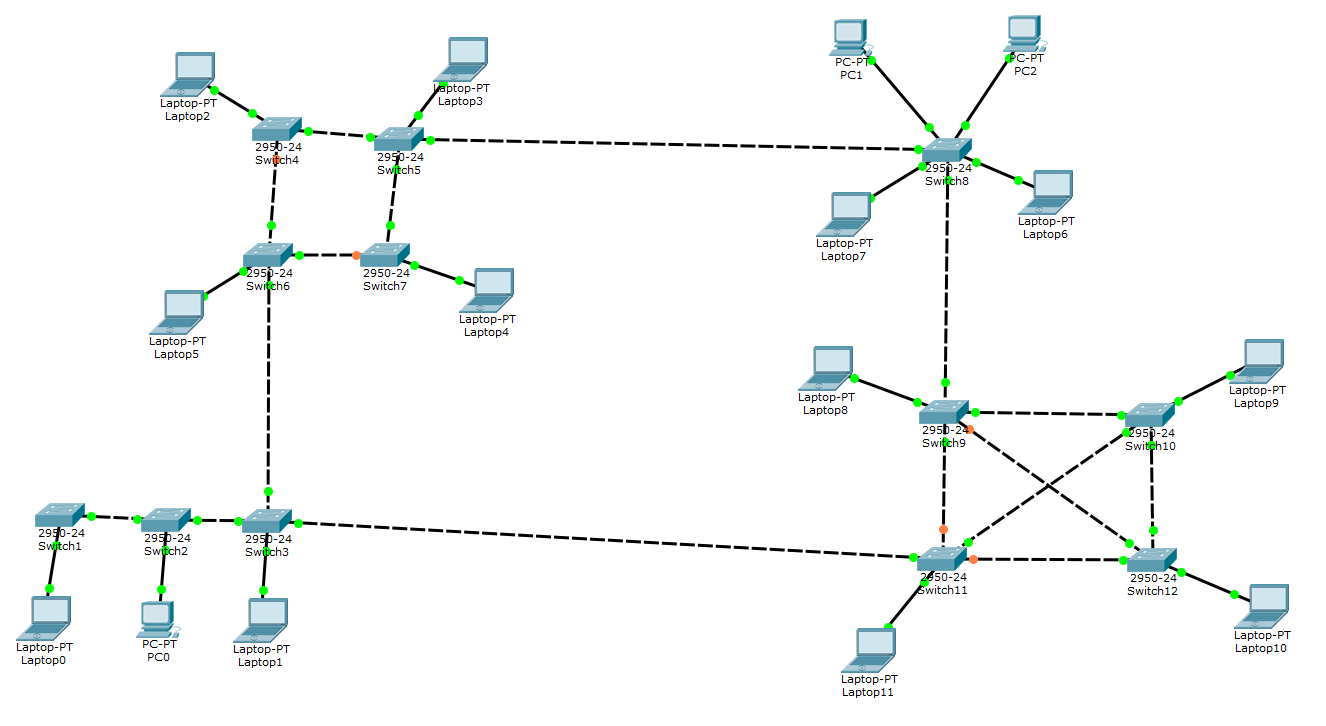 Laptop-PT
Laptop2
Laptop-PT
Laptop3
PC-PT
PC1
PC-PT
PC2
2950-24
Switch4
2950-24
Switch5
2950-24
Switch8
Laptop-PT
Laptop7
Laptop-PT
Laptop6
2950-24
Switch6
2950-24
Switch7
Laptop-PT
Laptop5
Laptop-PT
Laptop4
Laptop-PT
Laptop8
Laptop-PT
Laptop9
2950-24
Switch9
2950-24
Switch10
2950-24
Switch1
2950-24
Switch2
2950-24
Switch3
2950-24
Switch11
2950-24
Switch12
Laptop-PT
Laptop0
PC-PT
PC0
Laptop-PT
Laptop1
Laptop-PT
Laptop11
Laptop-PT
Laptop10